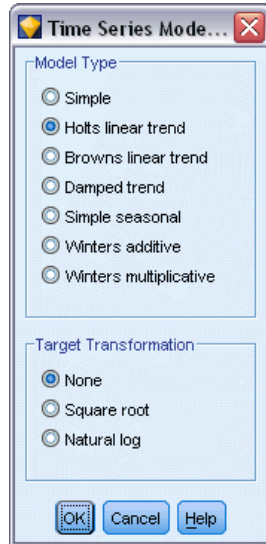 Time Series Mode...
Model Type
Simple
Holts linear trend
Browns linear trend
Damped trend
Simple seasonal
Winters additive
Winters multiplicative
Target Transformation
None
Square root
Natural log
OK Cancel Help